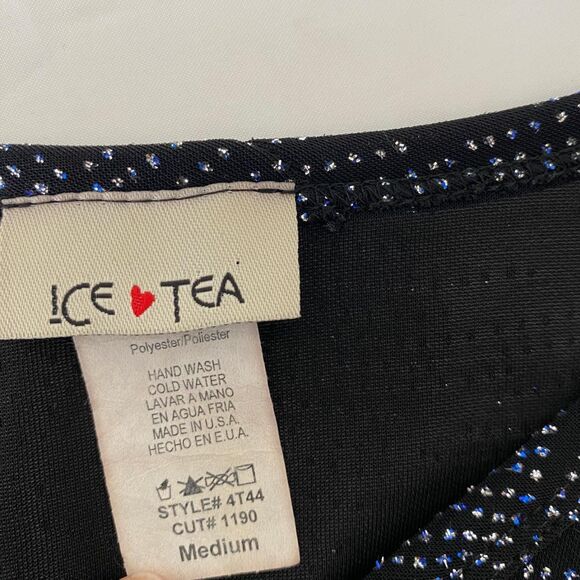 ICE TEA
Polyester/Poliester
HAND WASH
COLD WATER
LAVAR A MANO
EN AGUA FRIA
MADE IN U.S.A.
HECHO EN E.U.A.
STYLE# 4T44
CUT# 1190
Medium